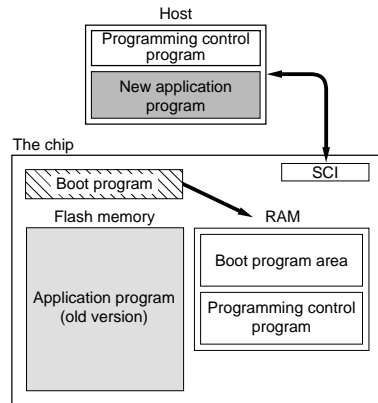 Host
Programming control
program
New application
program
The chip
SCI
Boot program
Flash memory
RAM
Application program
(old version)
Boot program area
Programming control
program